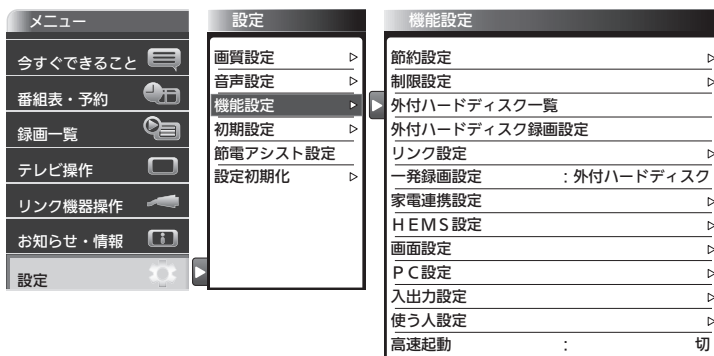 メニュー
今すぐできること
番組表・予約
録画一覧
テレビ操作
リンク機器操作
お知らせ・情報
設定
設定
画質設定
音声設定
機能設定
初期設定
節電アシスト設定
設定初期化
機能設定
節約設定
制限設定
外付ハードディスク一覧
外付ハードディスク録画設定
リンク設定
一発録画設定 : 外付ハードディスク
家電連携設定
ＨＥＭＳ設定
画面設定
ＰＣ設定
入出力設定
使う人設定
高速起動 : 切